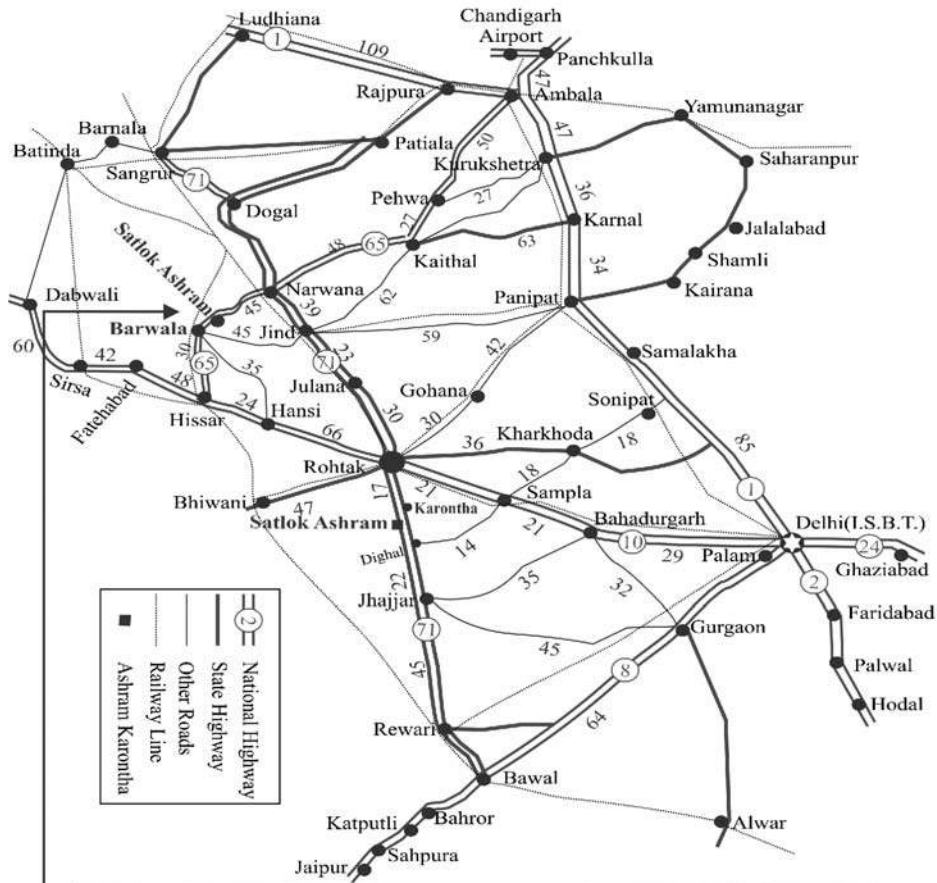 Chandigarh
Airport
Ludhiana
1
109
Panchkulla
47
Rajpura
Ambala
Yamunanagar
Barnala
Batinda
Patiala
50
47
Kurukshetra
Saharanpur
Sangrur
71
Pehwa
27
36
Dogal
27
Karnal
Jalalabad
48
65
Kaithal
63
Shamli
Satlok Ashram
Narwana
34
Kairana
Dabwali
45
39
62
Panipat
Barwala
45
Jind
59
60
42
30
35
23
71
42
Samalakha
Sirsa
Fatehabad
48
65
Julana
Gohana
Sonipat
Hissar
24
Hansi
30
30
66
Kharkhoda
18
85
36
Rohtak
18
1
Bhiwani
47
17
21
Sampla
Karontha
Satlok Ashram
21
Bahadurgarh
Delhi(I.S.B.T.)
Dighal
14
10
29
Palam
24
Ghaziabad
22
35
32
2
Jhajjar
Faridabad
71
45
Gurgaon
Palwal
45
8
Hodal
64
Rewari
Bawal
Bahror
Alwar
Katputli
Sahpura
Jaipur
2
National Highway
State Highway
Other Roads
Railway Line
Ashram Karontha